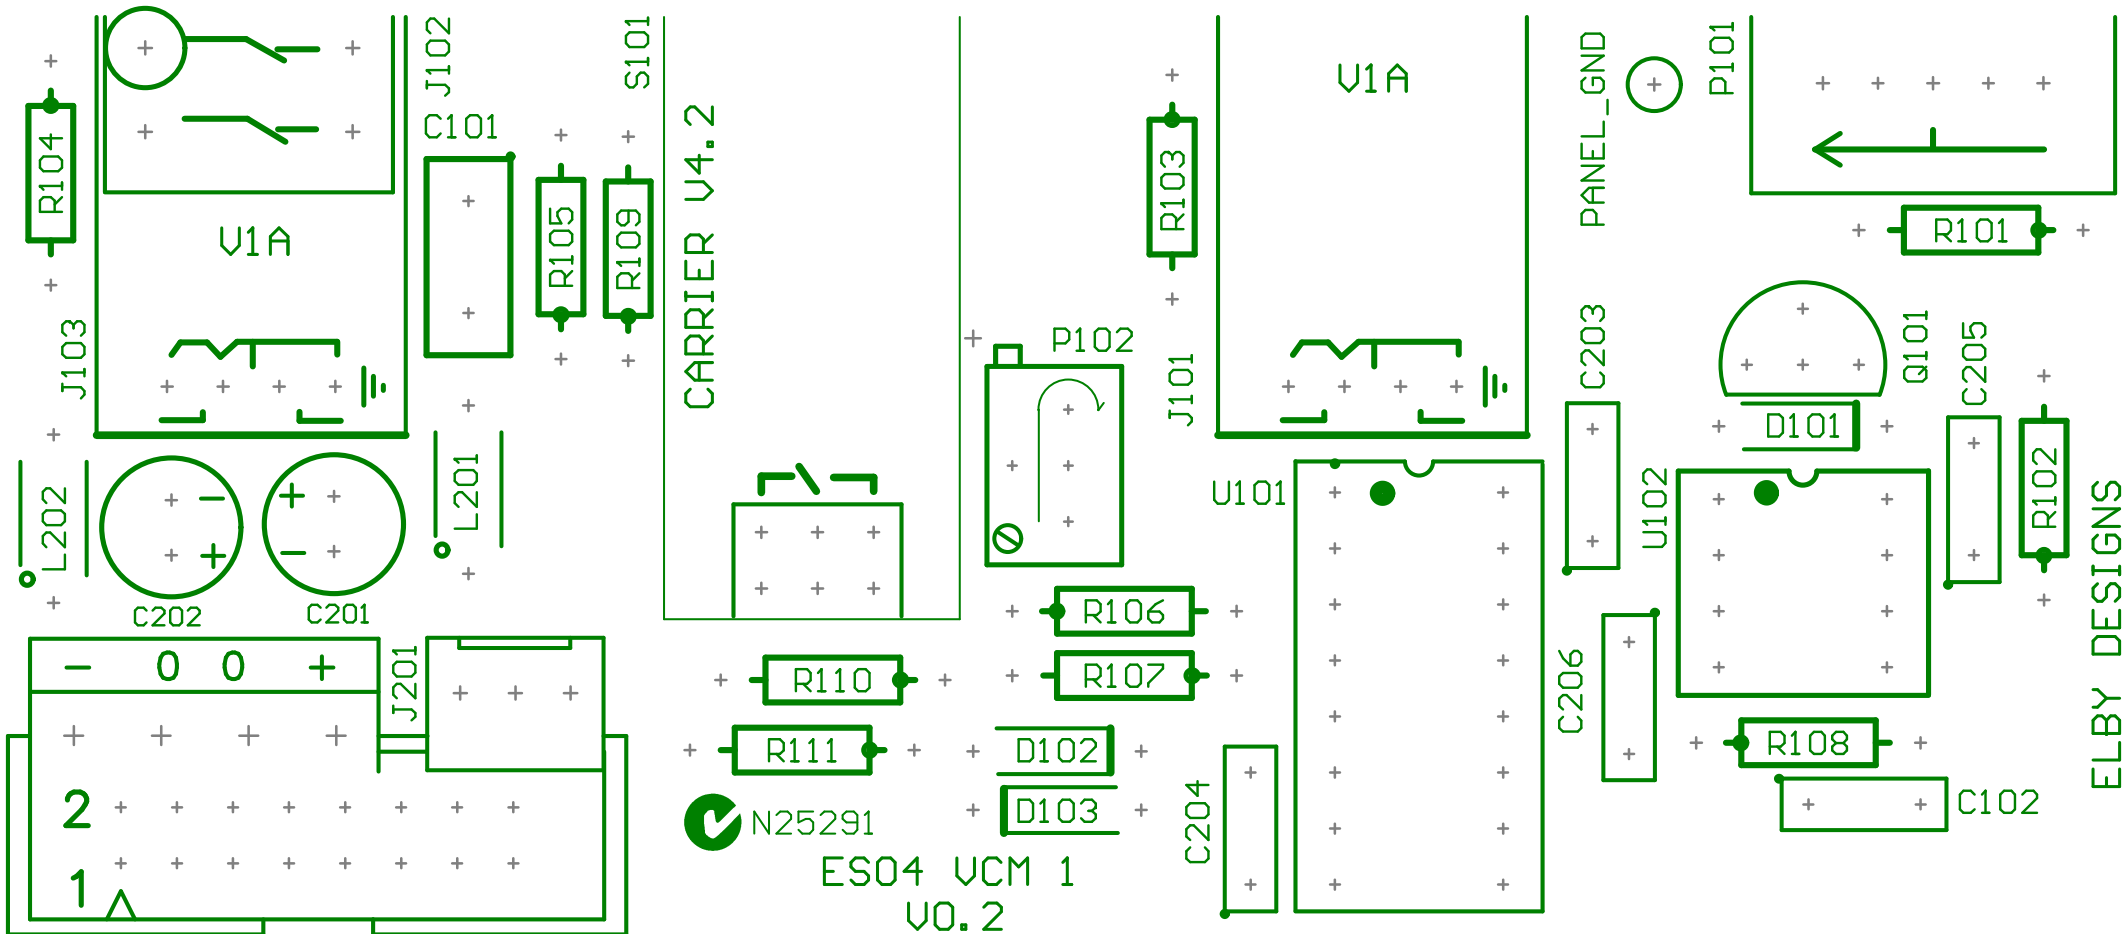 J102
S101
V1A
PANEL_GND
P101
C101
R104
CARRIER V4.2
R105
R109
R103
R101
V1A
J103
P102
J101
C203
Q101
C205
D101
L202
− +
+ −
L201
U101
U102
R102
ELBY DESIGNS
C202
C201
R106
− 0 0 +
J201
R110
R107
C206
R111
D102
R108
2
N25291
D103
C204
C102
1
ES04 VCM 1
V0.2